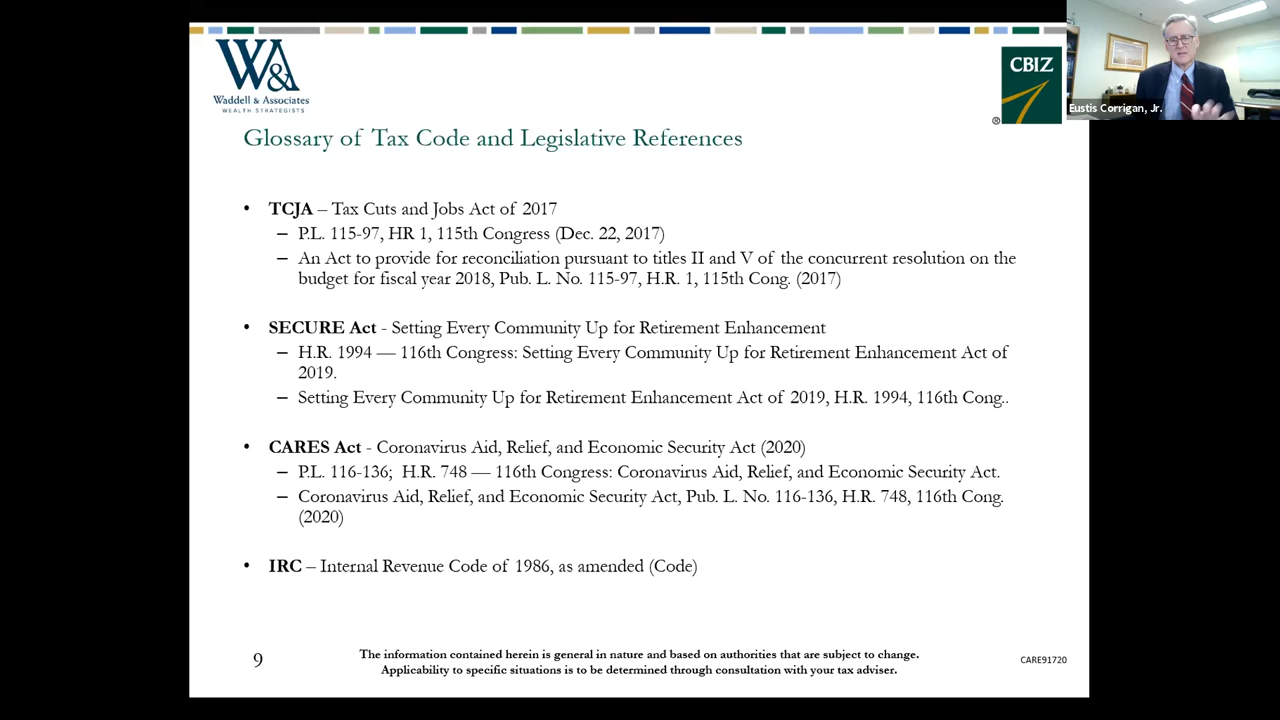 W&A
Waddell & Associates
WEALTH STRATEGISTS
CBIZ
®
Eustis Corrigan, Jr.
Glossary of Tax Code and Legislative References
• TCJA – Tax Cuts and Jobs Act of 2017
– P.L. 115-97, HR 1, 115th Congress (Dec. 22, 2017)
– An Act to provide for reconciliation pursuant to titles II and V of the concurrent resolution on the
budget for fiscal year 2018, Pub. L. No. 115-97, H.R. 1, 115th Cong. (2017)
• SECURE Act - Setting Every Community Up for Retirement Enhancement
– H.R. 1994 — 116th Congress: Setting Every Community Up for Retirement Enhancement Act of
2019.
– Setting Every Community Up for Retirement Enhancement Act of 2019, H.R. 1994, 116th Cong..
• CARES Act - Coronavirus Aid, Relief, and Economic Security Act (2020)
– P.L. 116-136;  H.R. 748 — 116th Congress: Coronavirus Aid, Relief, and Economic Security Act.
– Coronavirus Aid, Relief, and Economic Security Act, Pub. L. No. 116-136, H.R. 748, 116th Cong.
(2020)
• IRC – Internal Revenue Code of 1986, as amended (Code)
9
The information contained herein is general in nature and based on authorities that are subject to change.
Applicability to specific situations is to be determined through consultation with your tax adviser.
CARE91720